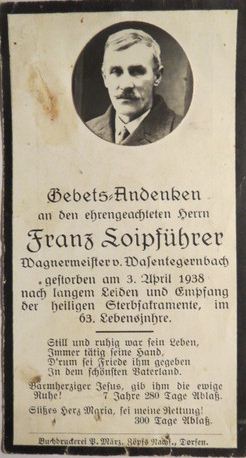 Gebets-Andenken
an den ehrengeachteten Herrn
Franz Loipführer
Wagnermeister v. Wasentegernbach
gestorben am 3. April 1938
nach langem Leiden und Empfang
der heiligen Sterbsakramente, im
63. Lebensjahre.
Still und ruhig war sein Leben,
Immer tätig seine Hand,
D'rum sei Friede ihm gegeben
In dem schönsten Vaterland.
Barmherziger Jesus, gib ihm die ewige
Ruhe! 7 Jahre 280 Tage Ablaß.
Süßes Herz Maria, sei meine Rettung!
300 Tage Ablaß.
Buchdruckerei P. März, Zöpfs Nachf., Dorfen.